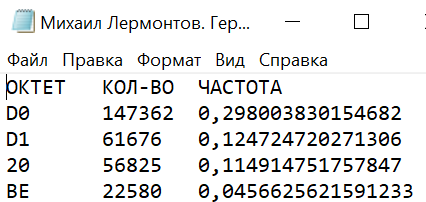 Михаил Лермонтов. Гер...
Файл Правка Формат Вид Справка
ОКТЕТ КОЛ-ВО ЧАСТОТА
D0 147362 0,298003830154682
D1 61676 0,124724720271306
20 56825 0,114914751757847
BE 22580 0,0456625621591233